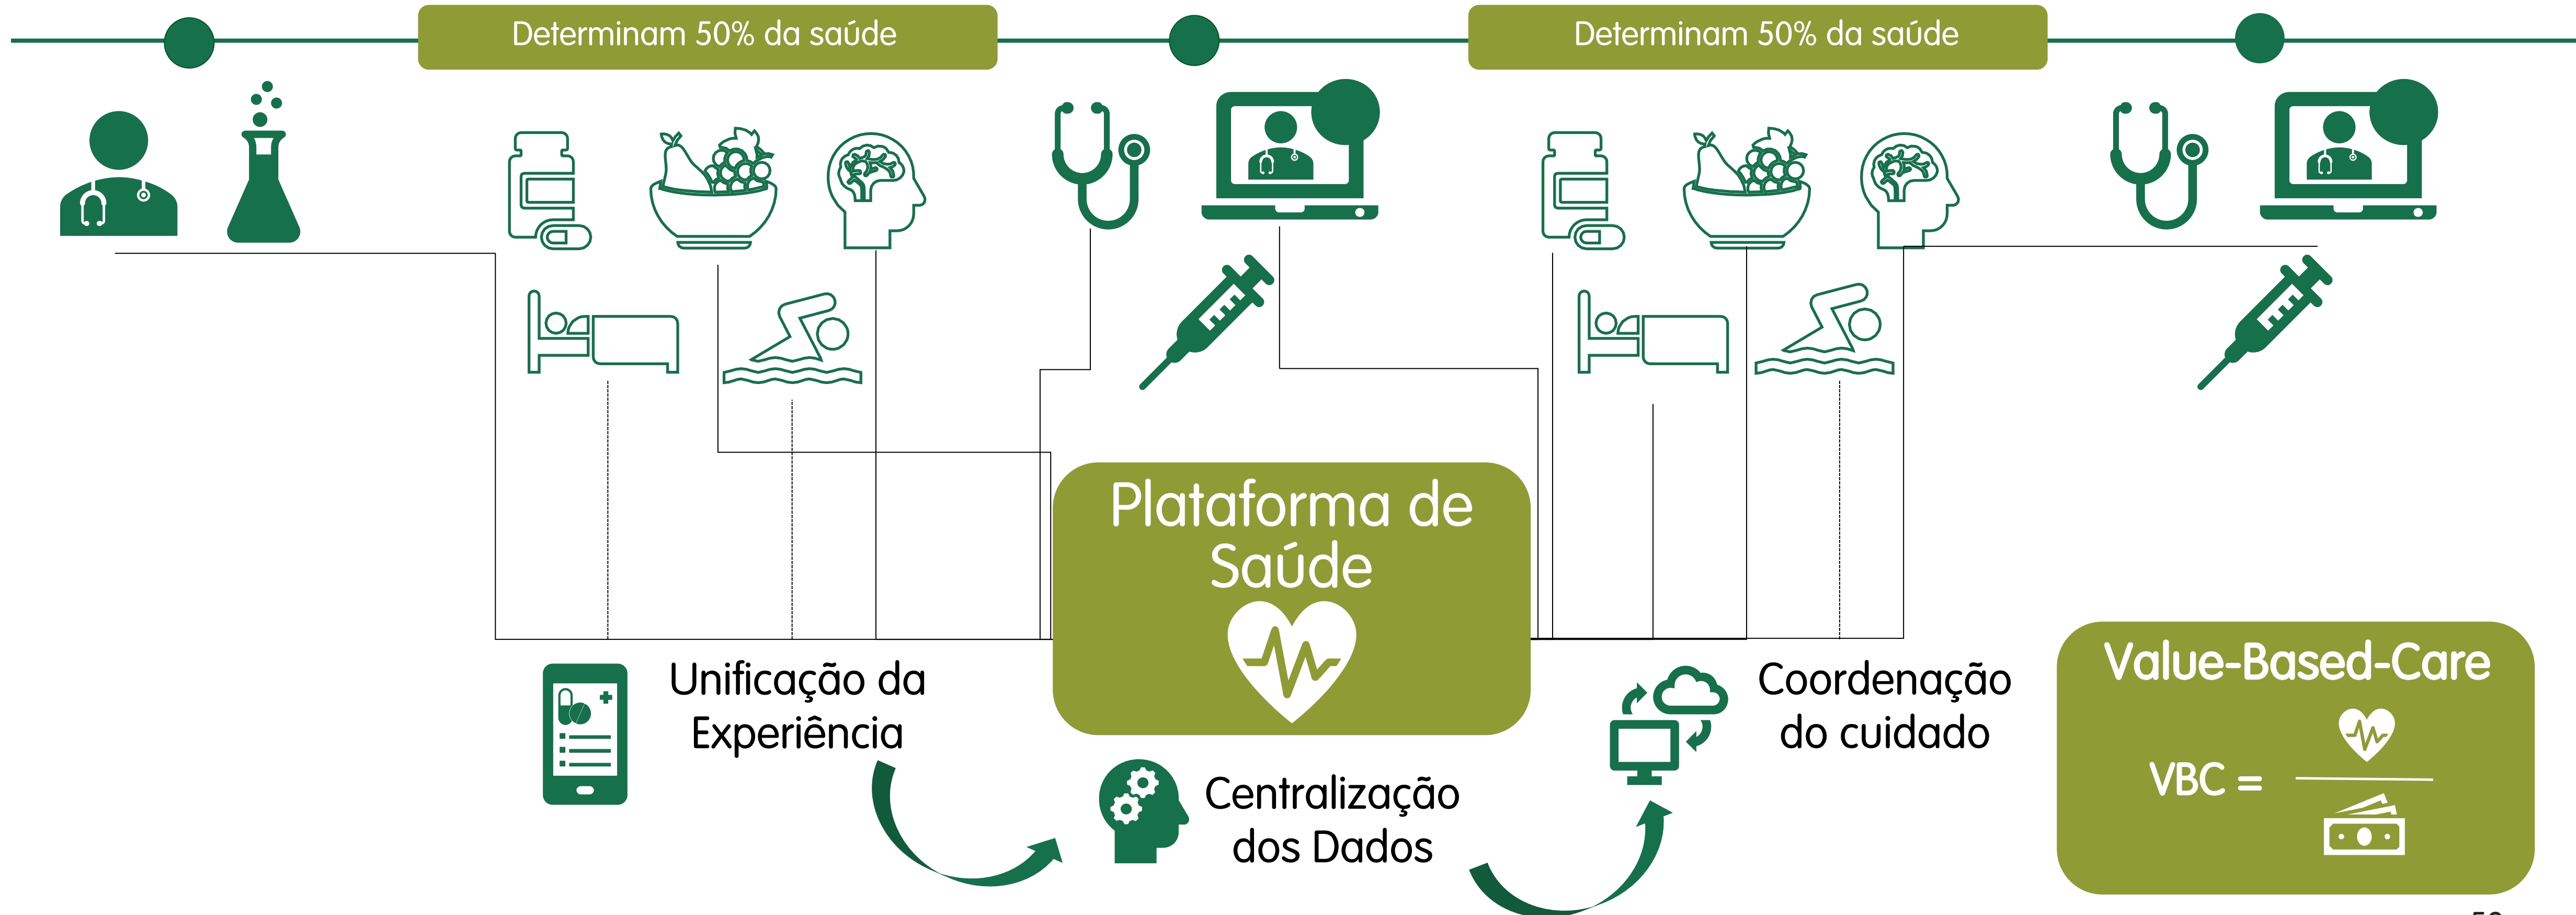 Determinam 50% da saúde
Determinam 50% da saúde
Plataforma de
Saúde
Unificação da
Experiência
Centralização
dos Dados
Coordenação
do cuidado
Value-Based-Care
VBC =